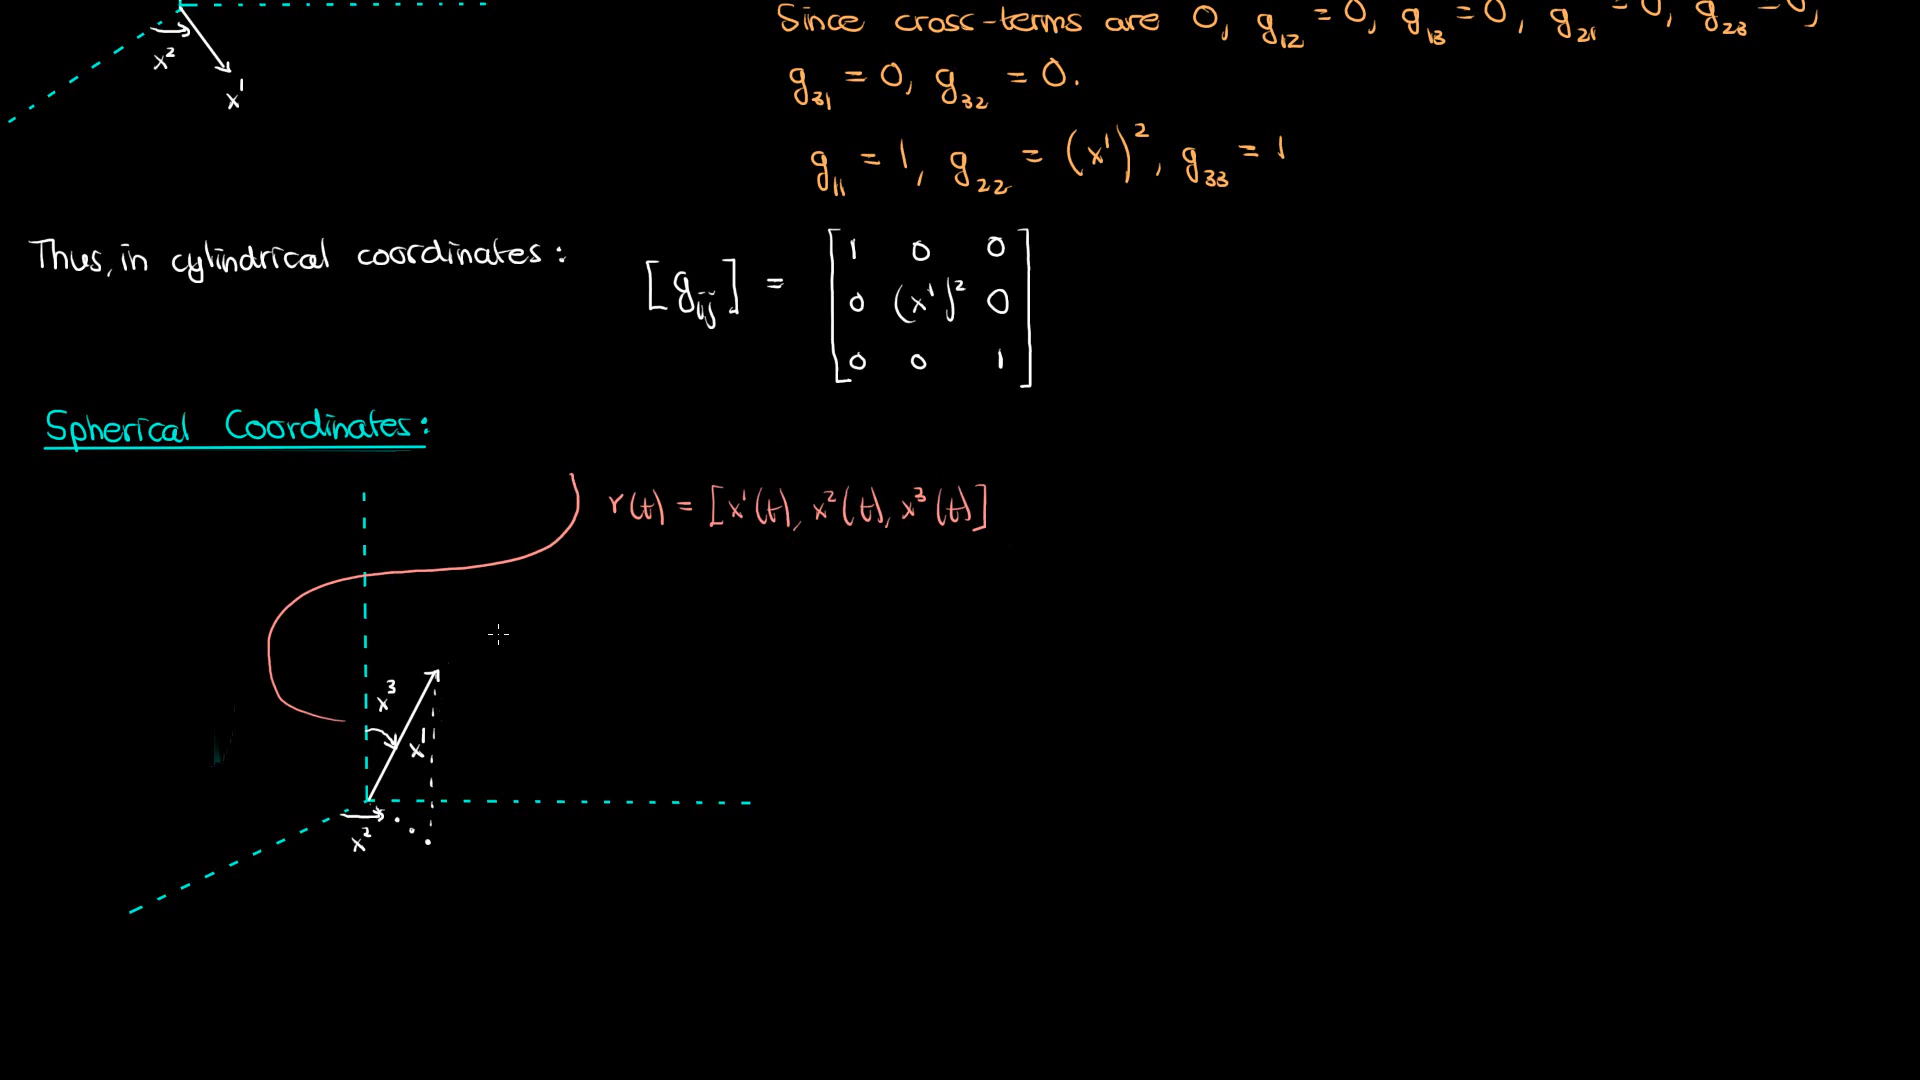 Since cross-terms are 0, g₁₂ = 0, g₁₃ = 0, g₂₁ = 0, g₂₃ = 0,
g₃₁ = 0, g₃₂ = 0.
g₁₁ = 1, g₂₂ = (x¹)², g₃₃ = 1
x²
x¹
Thus, in cylindrical coordinates: [g_ij] =
1 0 0
0 (x¹)² 0
0 0 1
Spherical Coordinates:
r(t) = [x¹(t), x²(t), x³(t)]
x³
x¹
x²